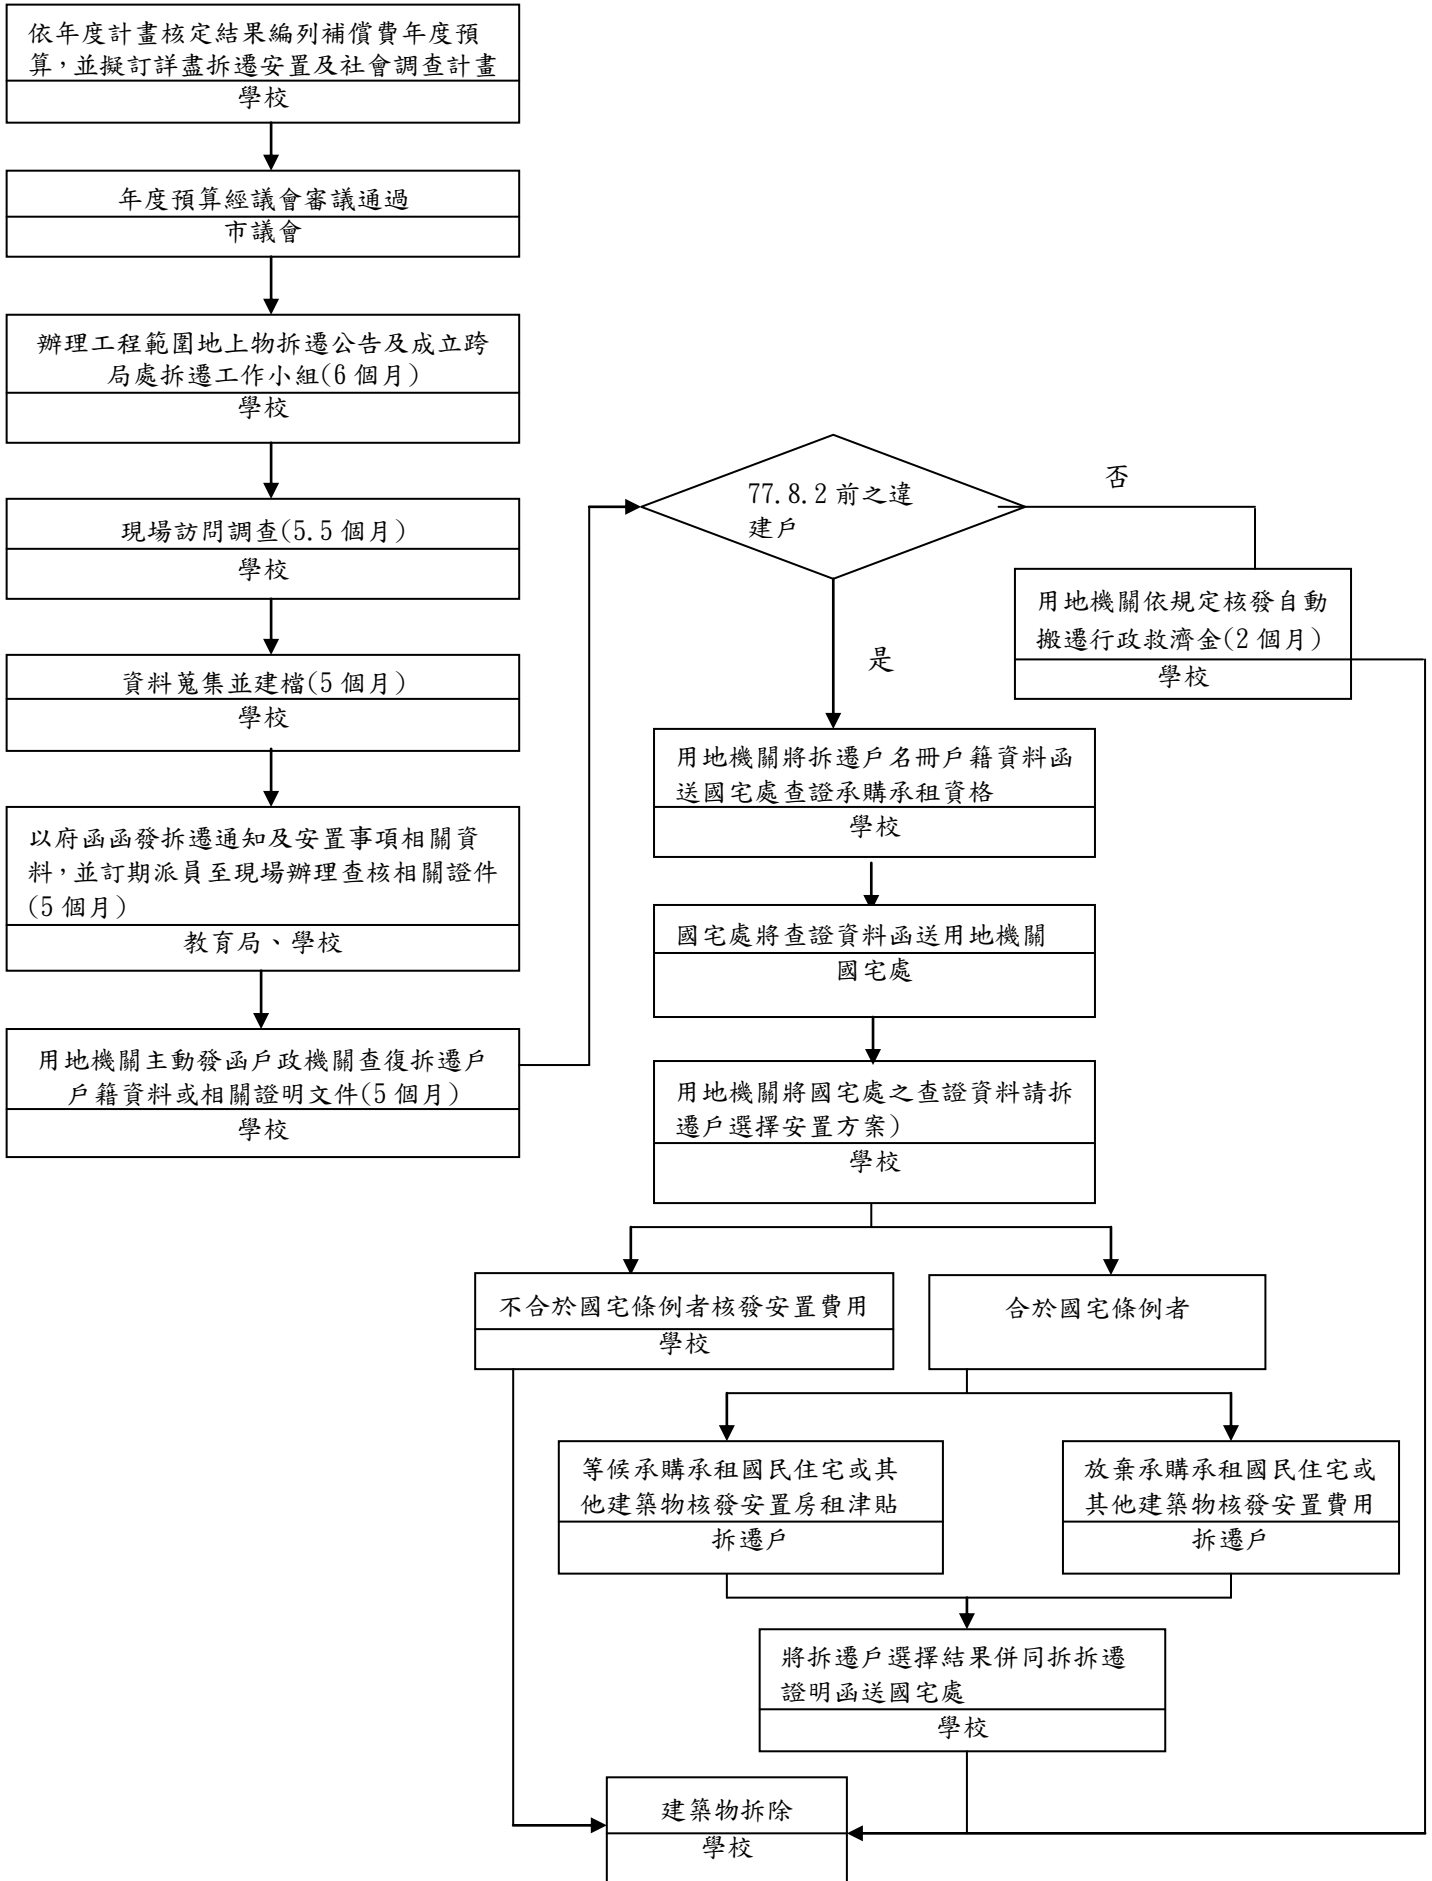 依年度計畫核定結果編列補償費年度預
算，並擬訂詳盡拆遷安置及社會調查計畫
學校
年度預算經議會審議通過
市議會
辦理工程範圍地上物拆遷公告及成立跨
局處拆遷工作小組(6 個月)
學校
現場訪問調查(5.5 個月)
學校
資料蒐集並建檔(5 個月)
學校
以府函函發拆遷通知及安置事項相關資
料，並訂期派員至現場辦理查核相關證件
(5 個月)
教育局、學校
用地機關主動發函戶政機關查復拆遷戶
戶籍資料或相關證明文件(5 個月)
學校
77.8.2 前之違
建戶
否
是
用地機關依規定核發自動
搬遷行政救濟金(2 個月)
學校
用地機關將拆遷戶名冊戶籍資料函
送國宅處查證承購承租資格
學校
國宅處將查證資料函送用地機關
國宅處
用地機關將國宅處之查證資料請拆
遷戶選擇安置方案)
學校
不合於國宅條例者核發安置費用
學校
合於國宅條例者
等候承購承租國民住宅或其
他建築物核發安置房租津貼
拆遷戶
放棄承購承租國民住宅或
其他建築物核發安置費用
拆遷戶
將拆遷戶選擇結果併同拆拆遷
證明函送國宅處
學校
建築物拆除
學校